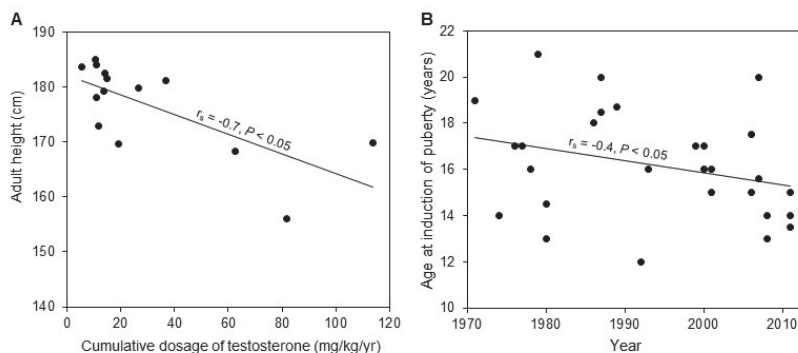 A
190
180
170
160
150
140
Adult height (cm)
rs = -0.7, P < 0.05
0 20 40 60 80 100 120
Cumulative dosage of testosterone (mg/kg/yr)
B
22
20
18
16
14
12
10
Age at induction of puberty (years)
rs = -0.4, P < 0.05
1970 1980 1990 2000 2010
Year